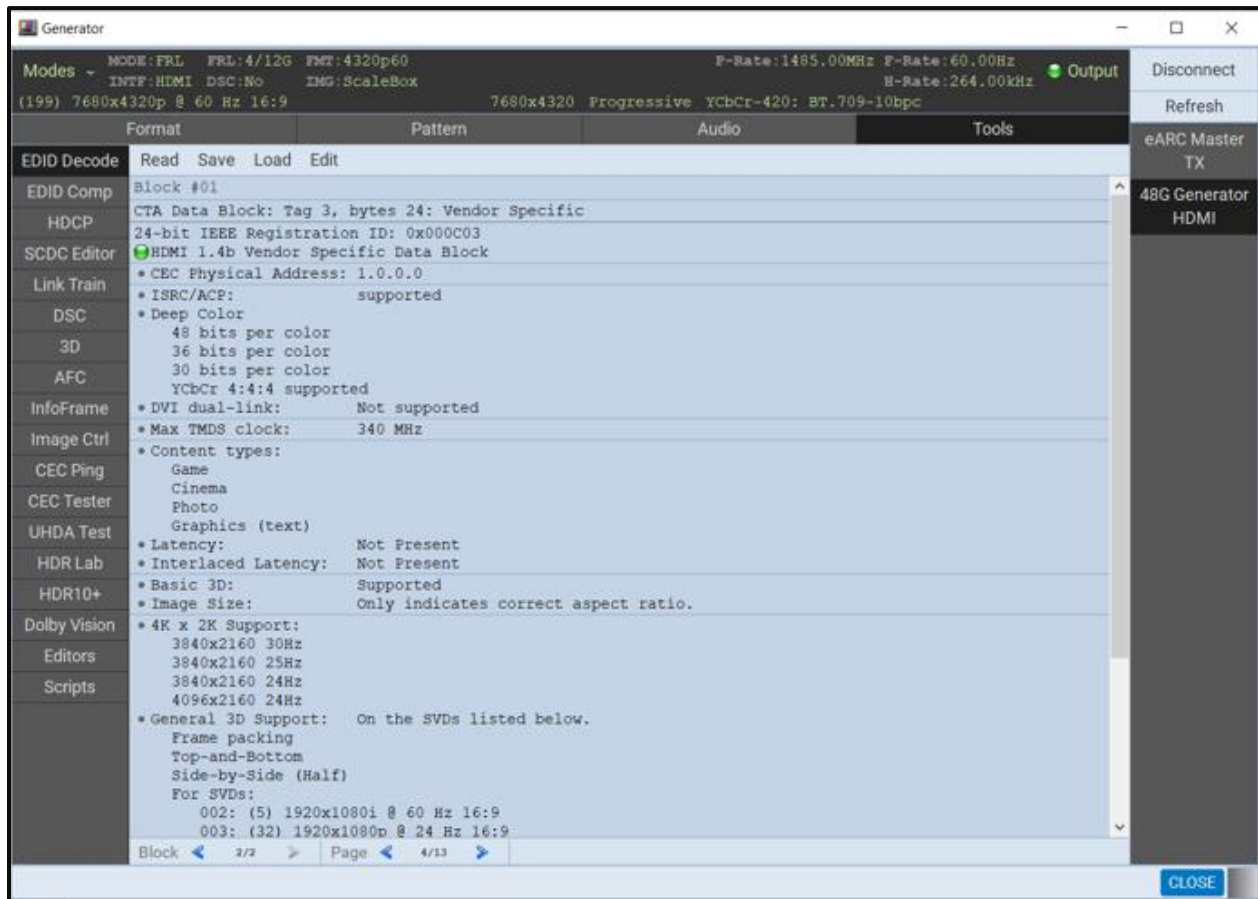 Generator
Modes
MODE:FRL FRL:4/12G FMT:4320p60 P-Rate:1485.00MHz F-Rate:60.00Hz
INTF:HDMI DSC:No IMG:ScaleBox H-Rate:264.00kHz
Output
(199) 7680x4320p @ 60 Hz 16:9 7680x4320 Progressive YCbCr-420: BT.709-10bpc
Disconnect
Refresh
Format Pattern Audio Tools
eARC Master
TX
48G Generator
HDMI
EDID Decode
EDID Comp
HDCP
SCDC Editor
Link Train
DSC
3D
AFC
InfoFrame
Image Ctrl
CEC Ping
CEC Tester
UHDA Test
HDR Lab
HDR10+
Dolby Vision
Editors
Scripts
Read Save Load Edit
Block #01
CTA Data Block: Tag 3, bytes 24: Vendor Specific
24-bit IEEE Registration ID: 0x000C03
HDMI 1.4b Vendor Specific Data Block
• CEC Physical Address: 1.0.0.0
• ISRC/ACP: supported
• Deep Color
48 bits per color
36 bits per color
30 bits per color
YCbCr 4:4:4 supported
• DVI dual-link: Not supported
• Max TMDS clock: 340 MHz
• Content types:
Game
Cinema
Photo
Graphics (text)
• Latency: Not Present
• Interlaced Latency: Not Present
• Basic 3D: Supported
• Image Size: Only indicates correct aspect ratio.
• 4K x 2K Support:
3840x2160 30Hz
3840x2160 25Hz
3840x2160 24Hz
4096x2160 24Hz
• General 3D Support: On the SVDs listed below.
Frame packing
Top-and-Bottom
Side-by-Side (Half)
For SVDs:
002: (5) 1920x1080i @ 60 Hz 16:9
003: (32) 1920x1080p @ 24 Hz 16:9
Block 2/2 Page 4/13
CLOSE